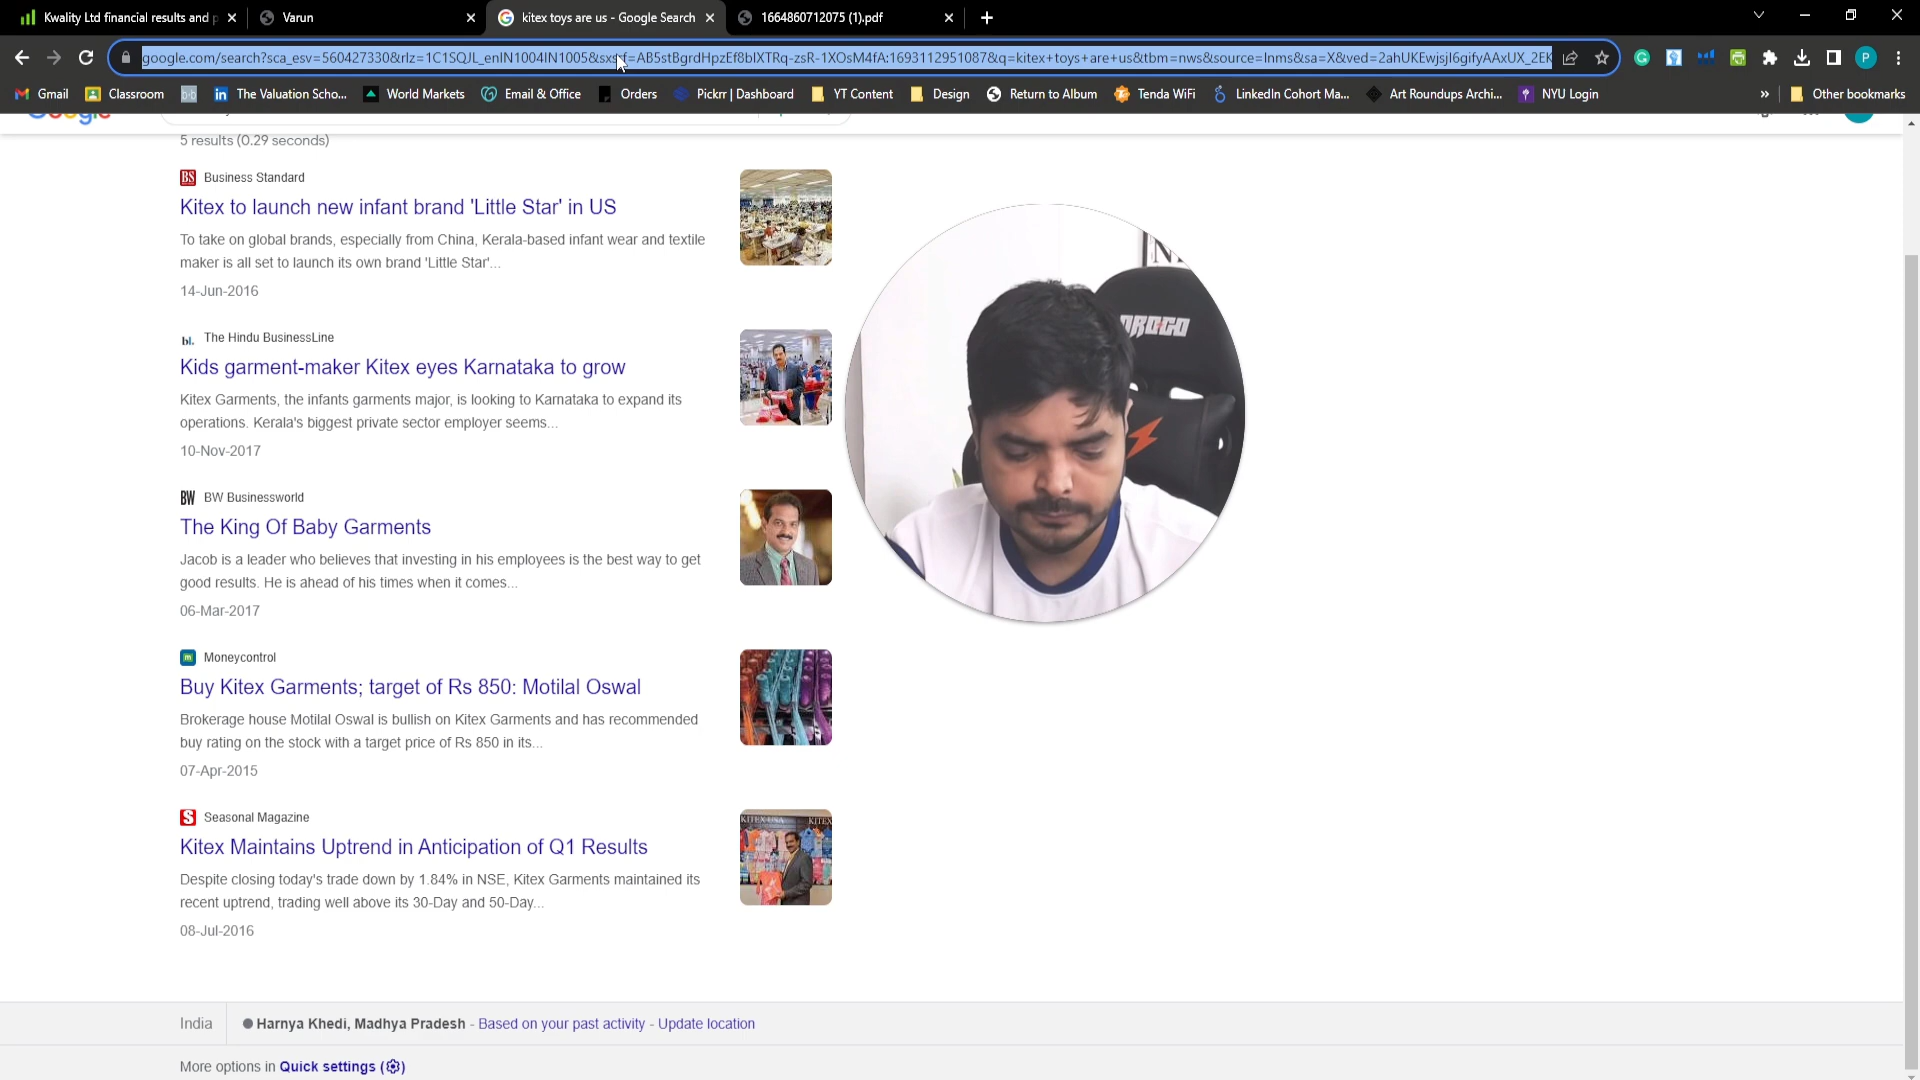 Kwality Ltd financial results and p
Varun
kitex toys are us - Google Search
1664860712075 (1).pdf
google.com/search?sca_esv=560427330&rlz=1C1SQJL_enIN1004IN1005&sxsrf=AB5stBgrdHpzEf8bIXTRq-zsR-1XOsM4fA:1693112951087&q=kitex+toys+are+us&tbm=nws&source=lnms&sa=X&ved=2ahUKEwjsjI6gifyAAxUX_2EK
Gmail
Classroom
The Valuation Scho...
World Markets
Email & Office
Orders
Pickrr | Dashboard
YT Content
Design
Return to Album
Tenda WiFi
LinkedIn Cohort Ma...
Art Roundups Archi...
NYU Login
Other bookmarks
5 results (0.29 seconds)
BS Business Standard
Kitex to launch new infant brand 'Little Star' in US
To take on global brands, especially from China, Kerala-based infant wear and textile
maker is all set to launch its own brand 'Little Star'...
14-Jun-2016
bl. The Hindu BusinessLine
Kids garment-maker Kitex eyes Karnataka to grow
Kitex Garments, the infants garments major, is looking to Karnataka to expand its
operations. Kerala's biggest private sector employer seems...
10-Nov-2017
BW BW Businessworld
The King Of Baby Garments
Jacob is a leader who believes that investing in his employees is the best way to get
good results. He is ahead of his times when it comes...
06-Mar-2017
m Moneycontrol
Buy Kitex Garments; target of Rs 850: Motilal Oswal
Brokerage house Motilal Oswal is bullish on Kitex Garments and has recommended
buy rating on the stock with a target price of Rs 850 in its...
07-Apr-2015
S Seasonal Magazine
Kitex Maintains Uptrend in Anticipation of Q1 Results
Despite closing today's trade down by 1.84% in NSE, Kitex Garments maintained its
recent uptrend, trading well above its 30-Day and 50-Day...
08-Jul-2016
KITEX USA KITEX
DROGO
India
Harnya Khedi, Madhya Pradesh - Based on your past activity - Update location
More options in Quick settings